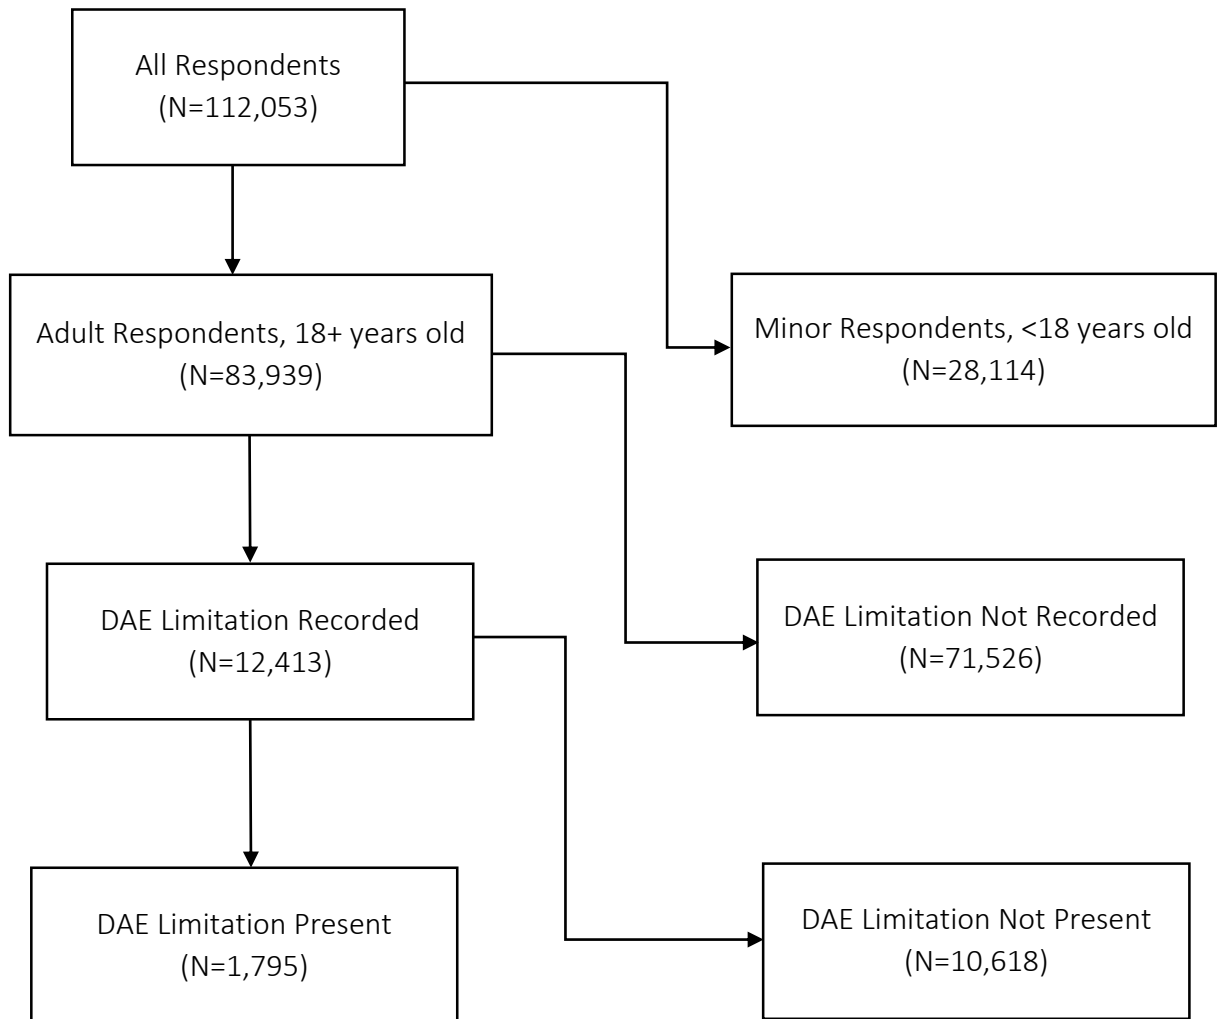 All Respondents
(N=112,053)
Adult Respondents, 18+ years old
(N=83,939)
Minor Respondents, <18 years old
(N=28,114)
DAE Limitation Recorded
(N=12,413)
DAE Limitation Not Recorded
(N=71,526)
DAE Limitation Present
(N=1,795)
DAE Limitation Not Present
(N=10,618)